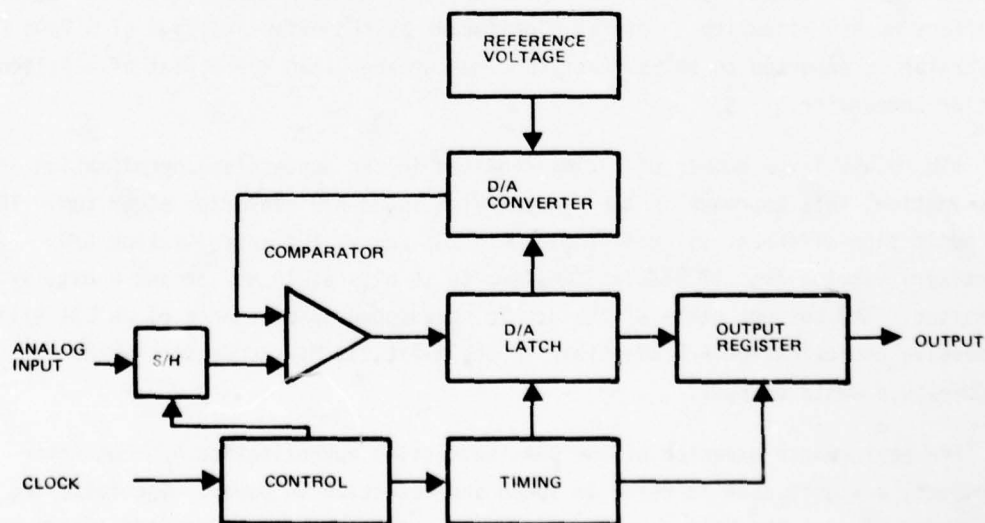 REFERENCE
VOLTAGE
D/A
CONVERTER
COMPARATOR
ANALOG
INPUT
S/H
D/A
LATCH
OUTPUT
REGISTER
OUTPUT
CLOCK
CONTROL
TIMING